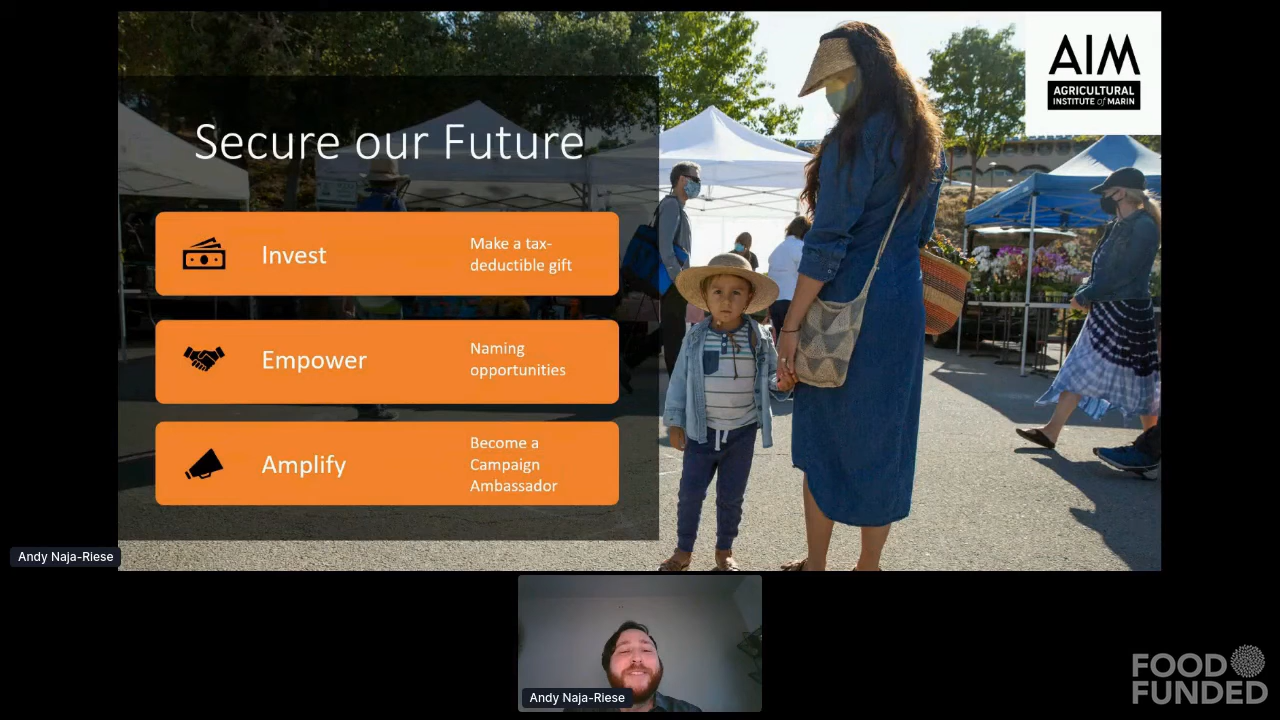 AIM
AGRICULTURAL
INSTITUTE of MARIN
Secure our Future
Invest
Make a tax-
deductible gift
Empower
Naming
opportunities
Amplify
Become a
Campaign
Ambassador
Andy Naja-Riese
Andy Naja-Riese
FOOD
FUNDED